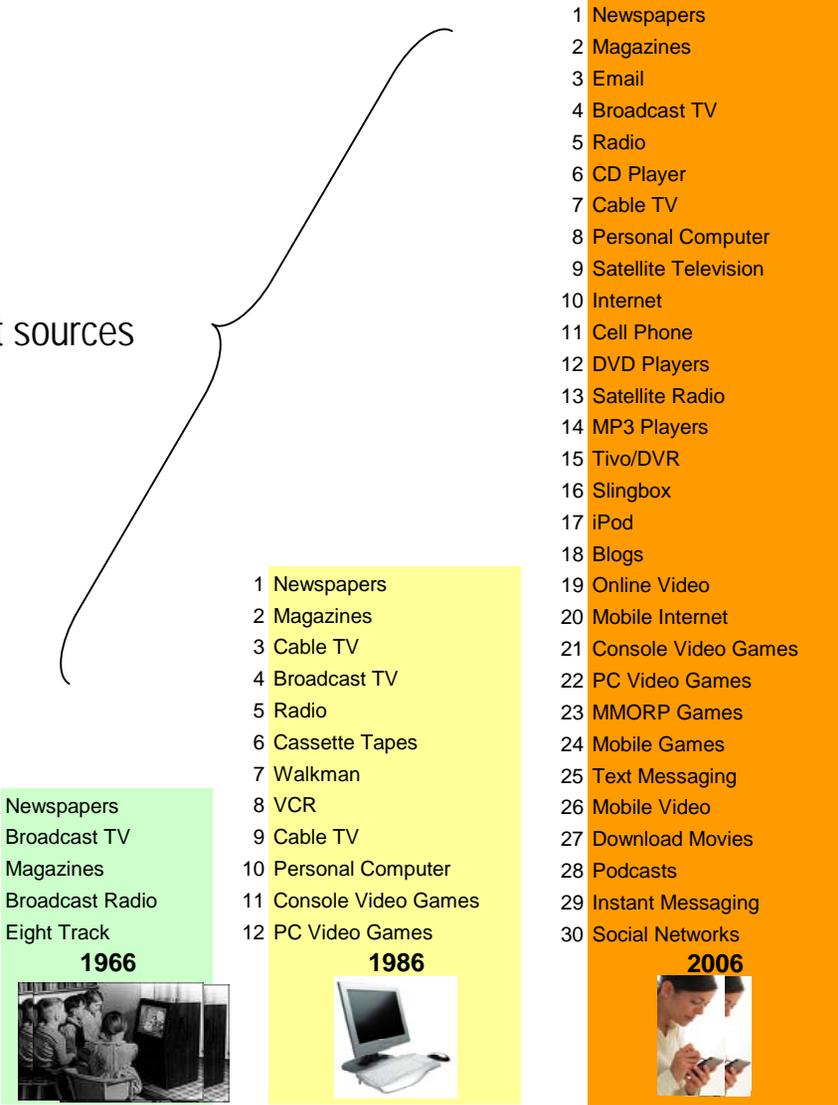 t sources
Newspapers
Broadcast TV
Magazines
Broadcast Radio
Eight Track
1966
1 Newspapers
2 Magazines
3 Cable TV
4 Broadcast TV
5 Radio
6 Cassette Tapes
7 Walkman
8 VCR
9 Cable TV
10 Personal Computer
11 Console Video Games
12 PC Video Games
1986
1 Newspapers
2 Magazines
3 Email
4 Broadcast TV
5 Radio
6 CD Player
7 Cable TV
8 Personal Computer
9 Satellite Television
10 Internet
11 Cell Phone
12 DVD Players
13 Satellite Radio
14 MP3 Players
15 Tivo/DVR
16 Slingbox
17 iPod
18 Blogs
19 Online Video
20 Mobile Internet
21 Console Video Games
22 PC Video Games
23 MMORP Games
24 Mobile Games
25 Text Messaging
26 Mobile Video
27 Download Movies
28 Podcasts
29 Instant Messaging
30 Social Networks
2006